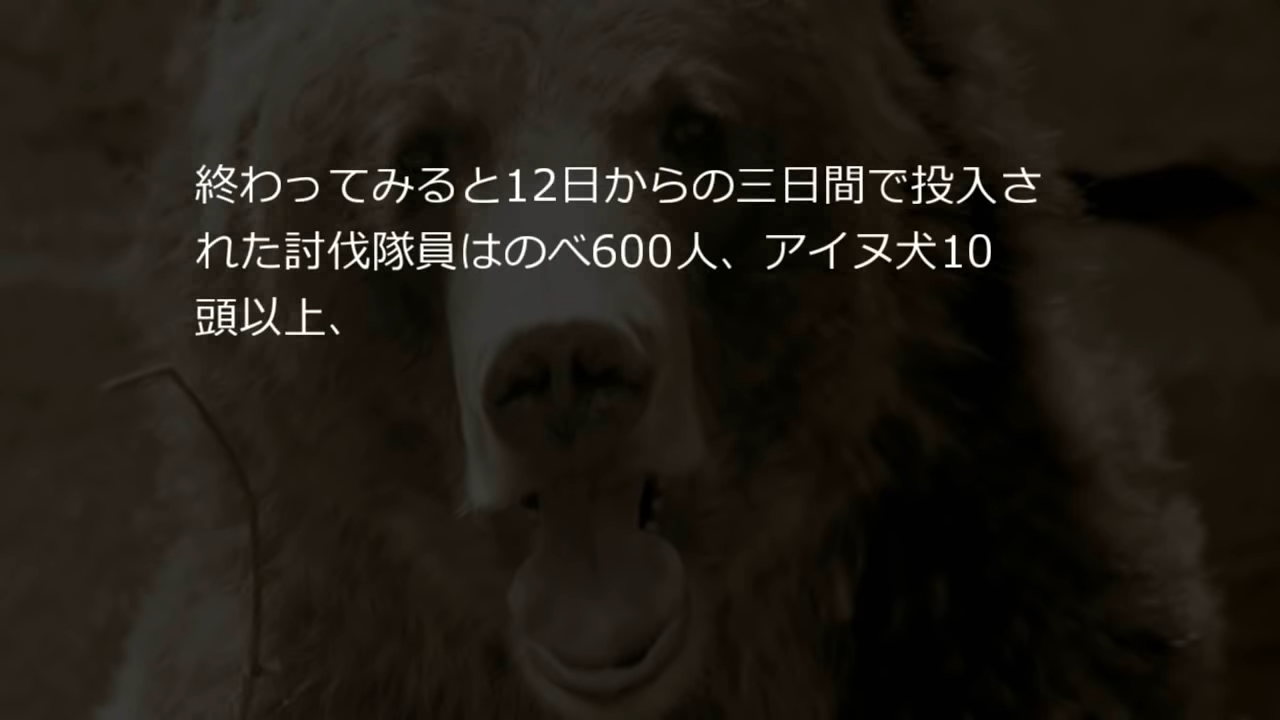 終わってみると12日からの三日間で投入さ
れた討伐隊員はのべ600人、アイヌ犬10
頭以上、